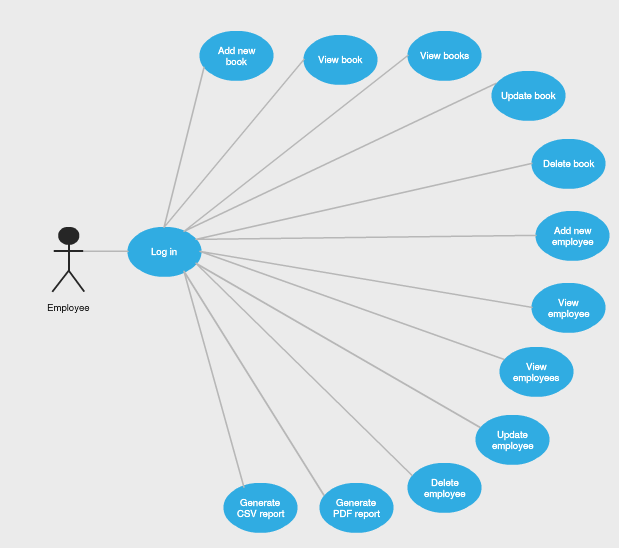 Add new
book
View book
View books
Update book
Delete book
Add new
employee
Log in
Employee
View
employee
View
employees
Update
employee
Delete
employee
Generate
CSV report
Generate
PDF report